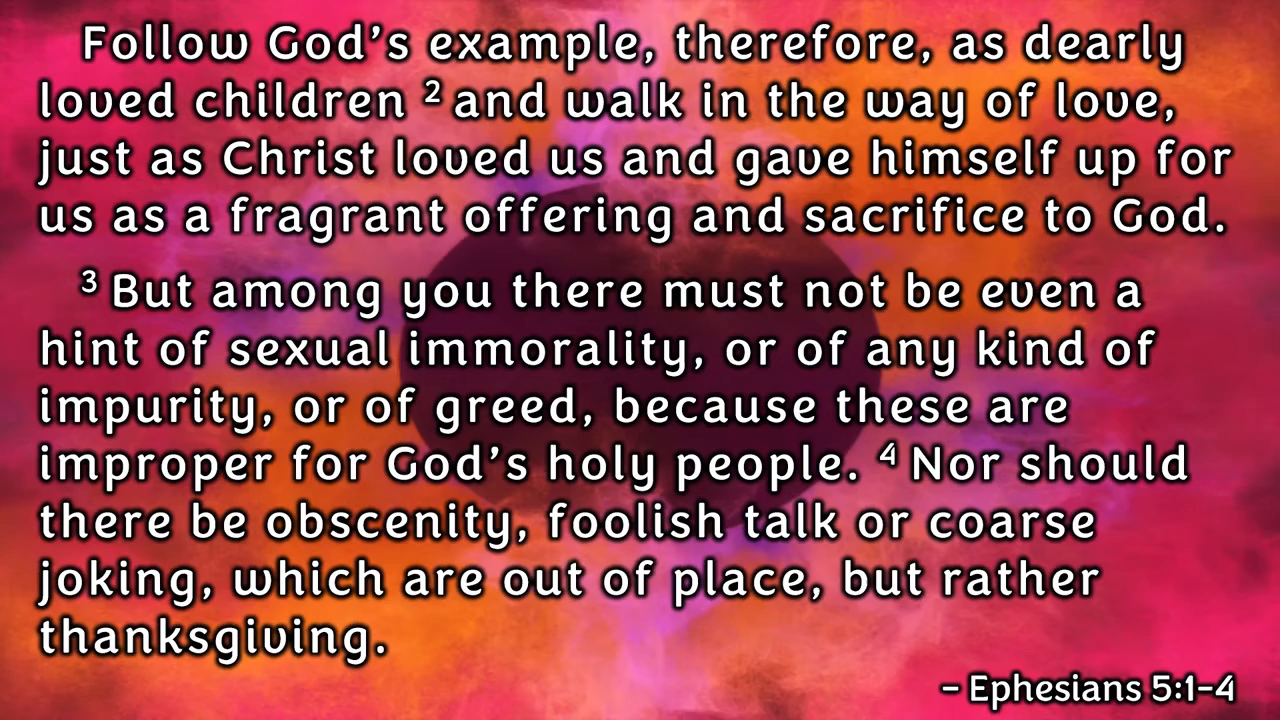 Follow God’s example, therefore, as dearly
loved children ² and walk in the way of love,
just as Christ loved us and gave himself up for
us as a fragrant offering and sacrifice to God.
³ But among you there must not be even a
hint of sexual immorality, or of any kind of
impurity, or of greed, because these are
improper for God’s holy people. ⁴ Nor should
there be obscenity, foolish talk or coarse
joking, which are out of place, but rather
thanksgiving.
– Ephesians 5:1–4